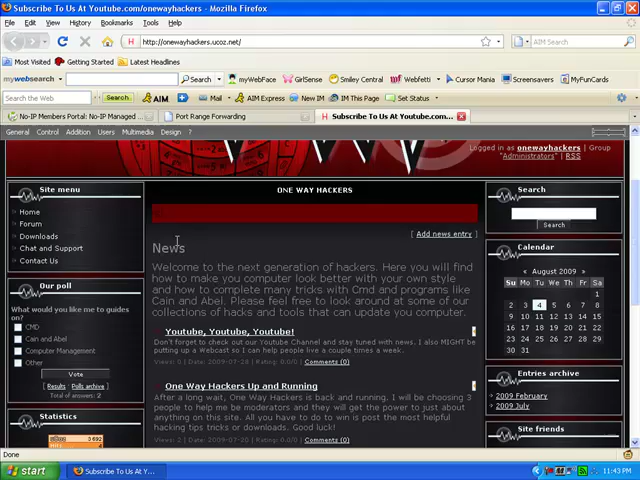 Subscribe To Us At Youtube.com/onewayhackers - Mozilla Firefox
File Edit View History Bookmarks Tools Help
http://onewayhackers.ucoz.net/
AIM Search
Most Visited Getting Started Latest Headlines
mywebsearch Search myWebFace GirlSense Smiley Central Webfetti Cursor Mania Screensavers MyFunCards
Search the Web Search AIM Mail AIM Express New IM IM This Page Set Status
No-IP Members Portal: No-IP Managed ... Port Range Forwarding Subscribe To Us At Youtube.com...
General Control Addition Users Multimedia Design ?
Logged in as onewayhackers | Group
"Administrators" | RSS
Site menu
Home
Forum
Downloads
Chat and Support
Contact Us
Our poll
What would you like me to guides on?
CMD
Cain and Abel
Computer Management
Other
Vote
[ Results · Polls archive ]
Total of answers: 2
Statistics
3 692
ONE WAY HACKERS
[ Add news entry ]
News
Welcome to the next generation of hackers. Here you will find
how to make you computer look better with your own style
and how to complete many tricks with Cmd and programs like
Cain and Abel. Please feel free to look around at some of our
collections of hacks and tools that can update you computer.
Youtube, Youtube, Youtube!
Don't forget to check out our Youtube Channel and stay tuned with news. I also MIGHT be
putting up a Webcast so I can help people live a couple times a week.
Views: 0 | Date: 2009-07-28 | Rating: 0.0/0 | Comments (0)
One Way Hackers Up and Running
After a long wait, One Way Hackers is back and running. I will be choosing 3
people to help me be moderators and they will get the power to just about
anything on this site. All you have to do to win is post the most helpful
hacking tips tricks or downloads. Good luck!
Views: 2 | Date: 2009-07-20 | Rating: 0.0/0 | Comments (0)
Search
Search
Calendar
« August 2009 »
Su Mo Tu We Th Fr Sa
1
2 3 4 5 6 7 8
9 10 11 12 13 14 15
16 17 18 19 20 21 22
23 24 25 26 27 28 29
30 31
Entries archive
2009 February
2009 July
Site friends
Done
start Subscribe To Us At Y... 11:43 PM